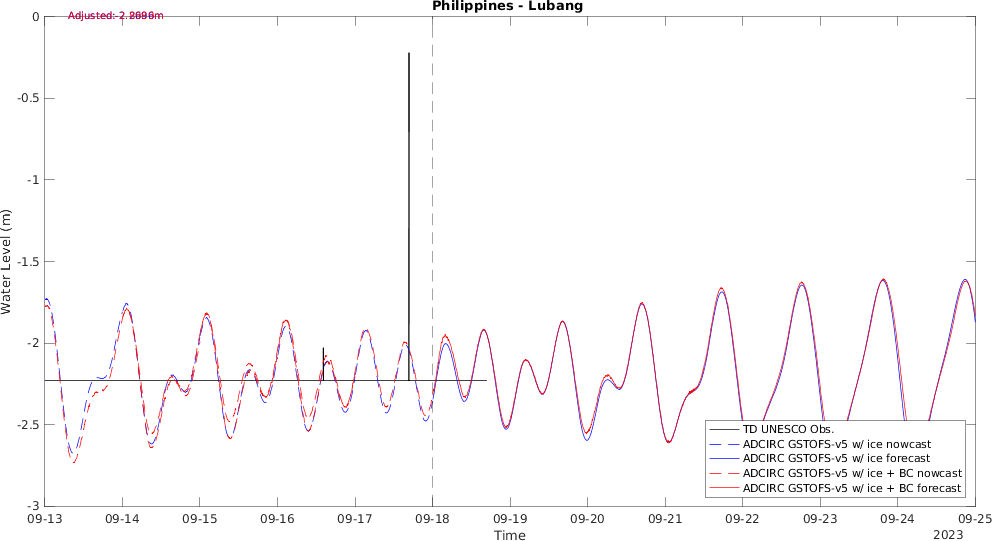 Philippines - Lubang
Adjusted:
0
-0.5
-1
-1.5
-2
-2.5
-3
Water Level (m)
TD UNESCO Obs.
ADCIRC GSTOFS-v5 w/ ice nowcast
ADCIRC GSTOFS-v5 w/ ice forecast
ADCIRC GSTOFS-v5 w/ ice + BC nowcast
ADCIRC GSTOFS-v5 w/ ice + BC forecast
09-13 09-14 09-15 09-16 09-17 09-18 09-19 09-20 09-21 09-22 09-23 09-24 09-25
Time
2023